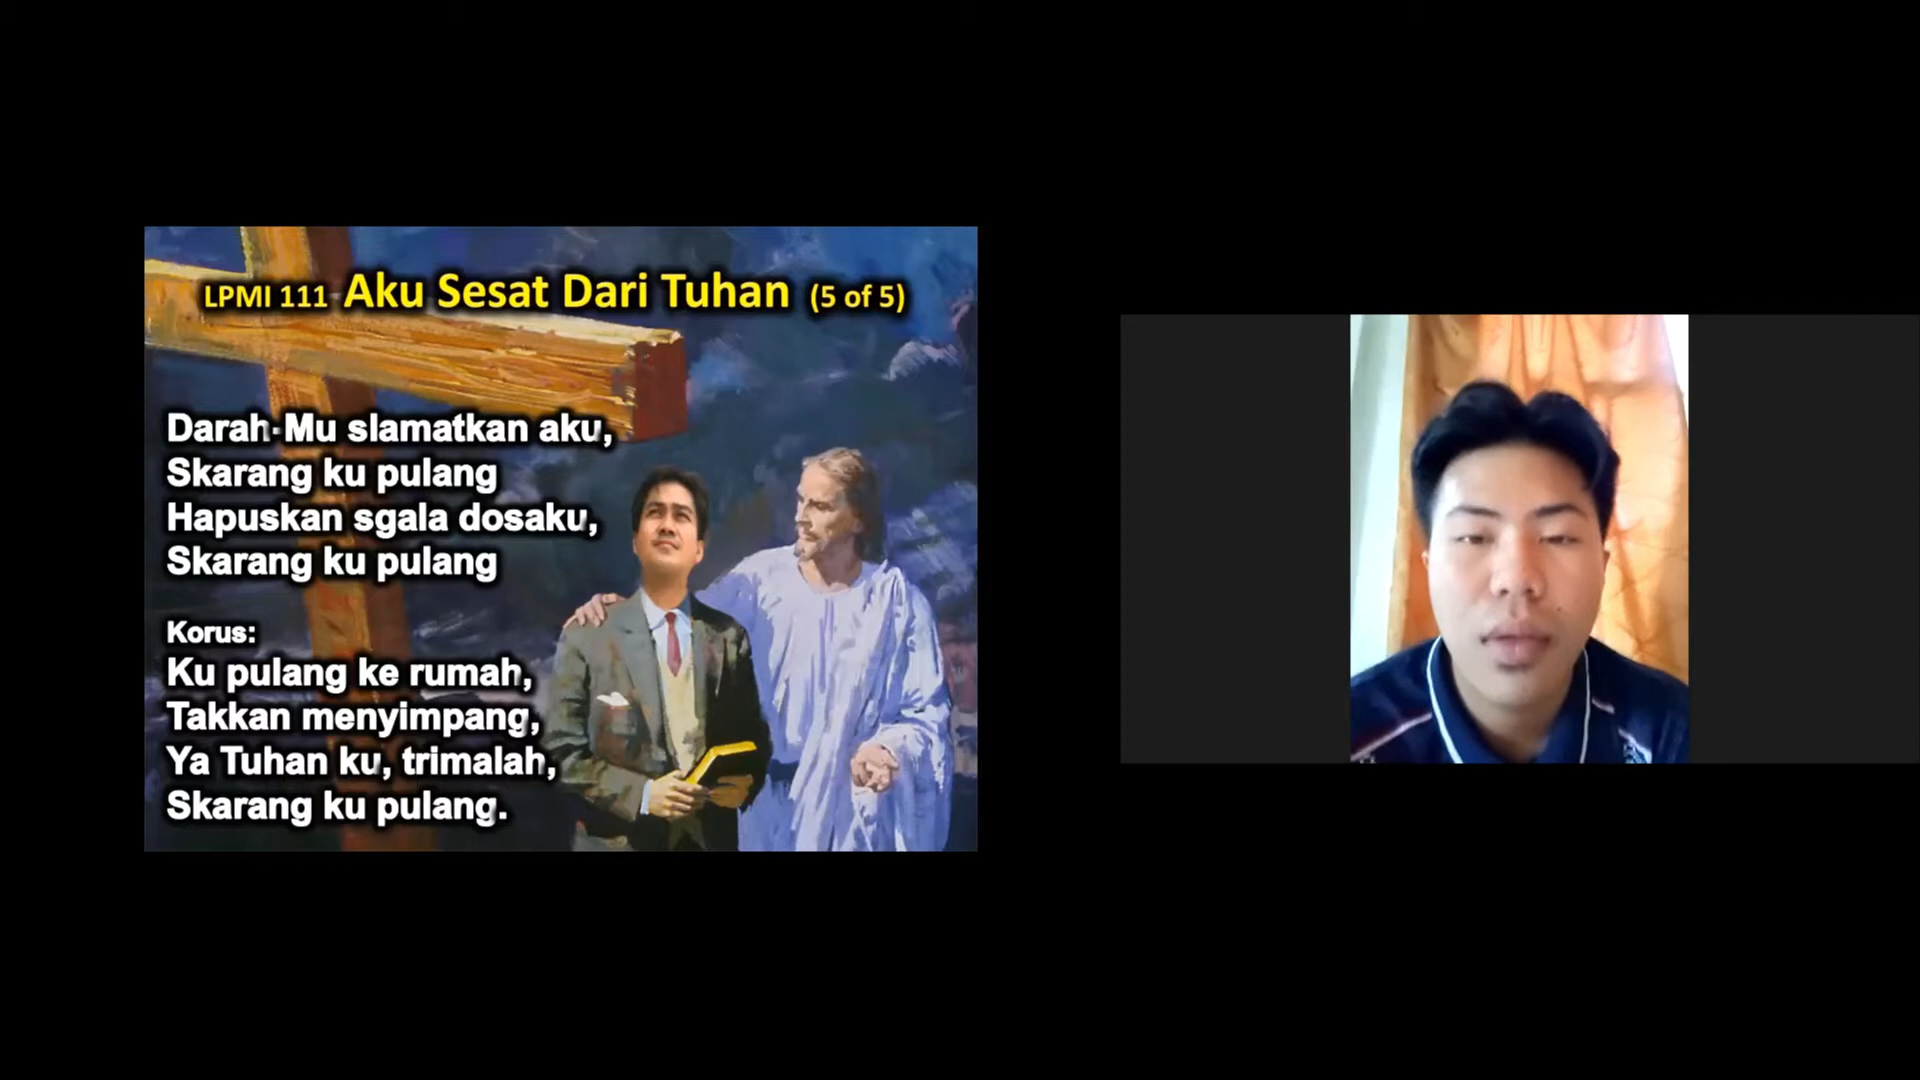 LPMI 111 Aku Sesat Dari Tuhan (5 of 5)
Darah-Mu slamatkan aku,
Skarang ku pulang
Hapuskan sgala dosaku,
Skarang ku pulang
Korus:
Ku pulang ke rumah,
Takkan menyimpang,
Ya Tuhan ku, trimalah,
Skarang ku pulang.